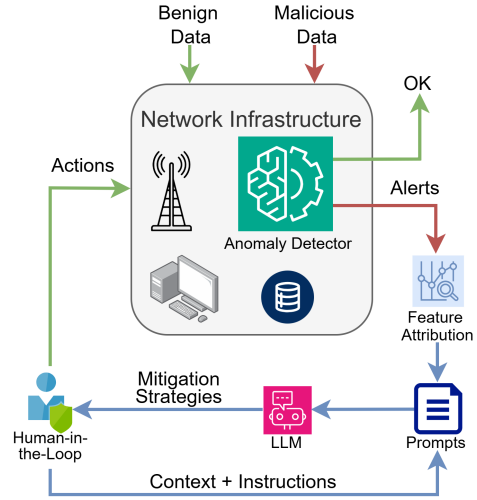 Benign
Data
Malicious
Data
Network Infrastructure
OK
Actions
Alerts
Anomaly Detector
Feature
Attribution
Mitigation
Strategies
Human-in-
the-Loop
LLM
Prompts
Context + Instructions